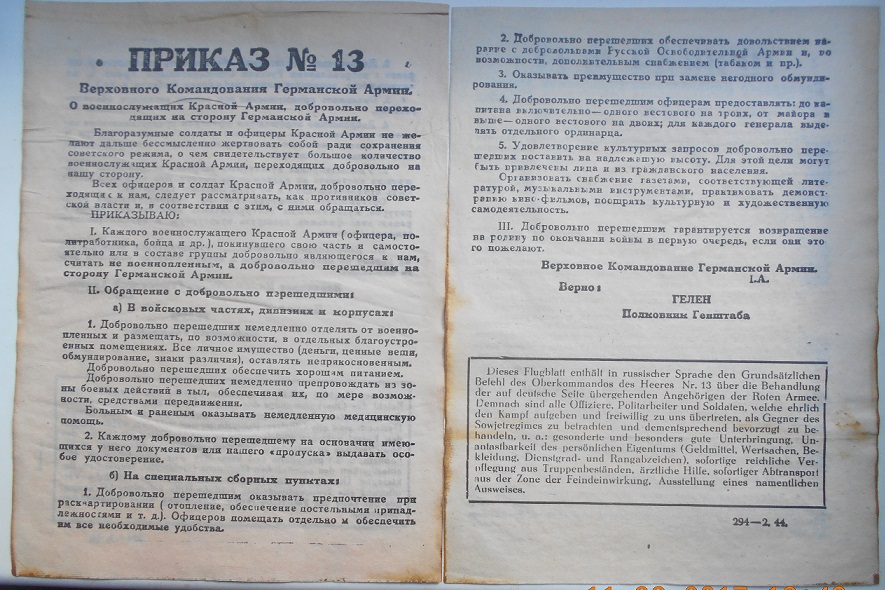 ПРИКАЗ № 13
Верховного Командования Германской Армии.
О военнослужащих Красной Армии, добровольно перехо-
дящих на сторону Германской Армии.
Благоразумные солдаты и офицеры Красной Армии не же-
лают дальше бессмысленно жертвовать собой ради сохранения
советского режима, о чем свидетельствует большое количество
военнослужащих Красной Армии, переходящих добровольно на
нашу сторону.
Всех офицеров и солдат Красной Армии, добровольно пере-
ходящих к нам, следует рассматривать, как противников совет-
ской власти и, в соответствии с этим, с ними обращаться.
ПРИКАЗЫВАЮ:
I. Каждого военнослужащего Красной Армии (офицера, по-
литработника, бойца и др.), покинувшего свою часть и самосто-
ятельно или в составе группы добровольно являющегося к нам,
считать не военнопленным, а добровольно перешедшим на
сторону Германской Армии.
II. Обращение с добровольно перешедшими:
а) В войсковых частях, дивизиях и корпусах:
1. Добровольно перешедших немедленно отделять от военно-
пленных и размещать, по возможности, в отдельных благоустро-
енных помещениях. Все личное имущество (деньги, ценные вещи,
обмундирование, знаки различия), оставлять неприкосновенным.
Добровольно перешедших обеспечить хорошим питанием.
Добровольно перешедших немедленно препровождать из зо-
ны боевых действий в тыл, обеспечивая их, по мере возмож-
ности, средствами передвижения.
Больным и раненым оказывать немедленную медицинскую
помощь.
2. Каждому добровольно перешедшему на основании имею-
щихся у него документов или нашего «пропуска» выдавать осо-
бое удостоверение.
б) На специальных сборных пунктах:
1. Добровольно перешедшим оказывать предпочтение при
расквартировании ( отопление, обеспечение постельными принад-
лежностями и т. д.). Офицеров помещать отдельно и обеспечить
им все необходимые удобства.
2. Добровольно перешедших обеспечивать довольствием на-
равне с добровольцами Русской Освободительной Армии и, по
возможности, дополнительным снабжением (табаком и пр.).
3. Оказывать преимущество при замене негодного обмунди-
рования.
4. Добровольно перешедшим офицерам предоставлять: до ка-
питана включительно—одного вестового на троих, от майора и
выше—одного вестового на двоих; для каждого генерала выде-
лять отдельного ординарца.
5. Удовлетворение культурных запросов добровольно пере-
шедших поставить на надлежащую высоту. Для этой цели могут
быть привлечены лица и из гражданского населения.
Организовать снабжение газетами, соответствующей лите-
ратурой, музыкальными инструментами, практиковать демонст-
рацию кино-фильмов, поощрять культурную и художественную
самодеятельность.
III. Добровольно перешедшим гарантируется возвращение
на родину по окончании войны в первую очередь, если они это-
го пожелают.
Верховное Командование Германской Армии.
I.А.
Верно:
ГЕЛЕН
Полковник Генштаба
Dieses Flugblatt enthält in russischer Sprache den Grundsätzlichen
Befehl des Oberkommandos des Heeres Nr. 13 über die Behandlung
der auf deutsche Seite übergehenden Angehörigen der Roten Armee.
Demnach sind alle Offiziere, Politarbeiter und Soldaten, welche ehrlich
den Kampf aufgeben und freiwillig zu uns übertreten, als Gegner des
Sowjetregimes zu betrachten und dementsprechend bevorzugt zu be-
handeln, u. a.: gesonderte und besonders gute Unterbringung, Un-
antastbarkeit des persönlichen Eigentums (Geldmittel, Wertsachen, Be-
kleidung, Dienstgrad- und Rangabzeichen), sofortige reichliche Ver-
pflegung aus Truppenbeständen, ärztliche Hilfe, sofortiger Abtransport
aus der Zone der Feindeinwirkung, Ausstellung eines namentlichen
Ausweises.
294—2. 44.